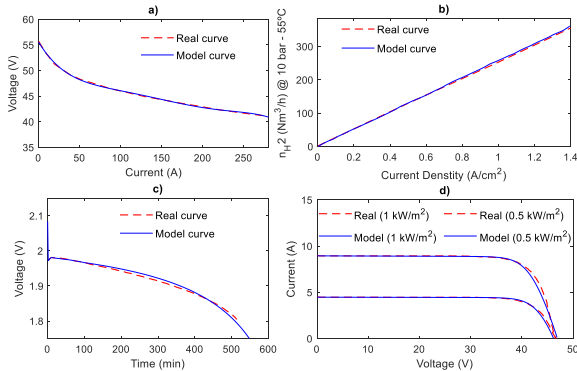 a)
60
55
50
45
40
35
Voltage (V)
0
50
100
150
200
250
Current (A)
Real curve
Model curve
b)
300
200
100
0
n_H2 (Nm³/h) @ 10 bar - 55ºC
0
0.2
0.4
0.6
0.8
1
1.2
1.4
Current Denstity (A/cm²)
Real curve
Model curve
c)
2.1
2
1.9
1.8
Voltage (V)
0
100
200
300
400
500
600
Time (min)
Real curve
Model curve
d)
15
10
5
0
Current (A)
0
10
20
30
40
50
Voltage (V)
Real (1 kW/m²)
Real (0.5 kW/m²)
Model (1 kW/m²)
Model (0.5 kW/m²)